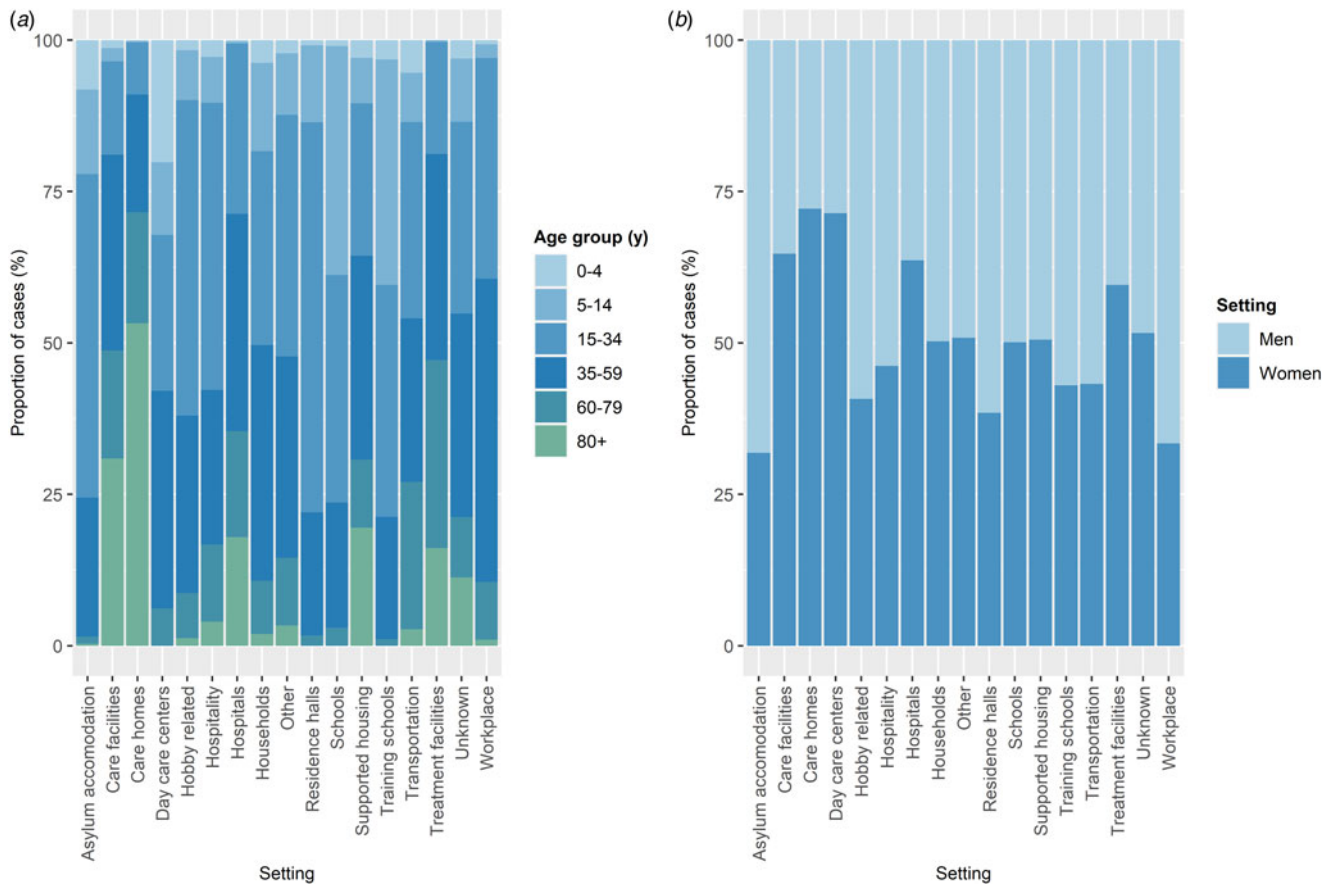 (a)
100
75
50
25
0
Proportion of cases (%)
Asylum accomodation
Care facilities
Care homes
Day care centers
Hobby related
Hospitality
Hospitals
Households
Other
Residence halls
Schools
Supported housing
Training schools
Transportation
Treatment facilities
Unknown
Workplace
Setting
Age group (y)
0-4
5-14
15-34
35-59
60-79
80+
(b)
100
75
50
25
0
Proportion of cases (%)
Asylum accomodation
Care facilities
Care homes
Day care centers
Hobby related
Hospitality
Hospitals
Households
Other
Residence halls
Schools
Supported housing
Training schools
Transportation
Treatment facilities
Unknown
Workplace
Setting
Setting
Men
Women